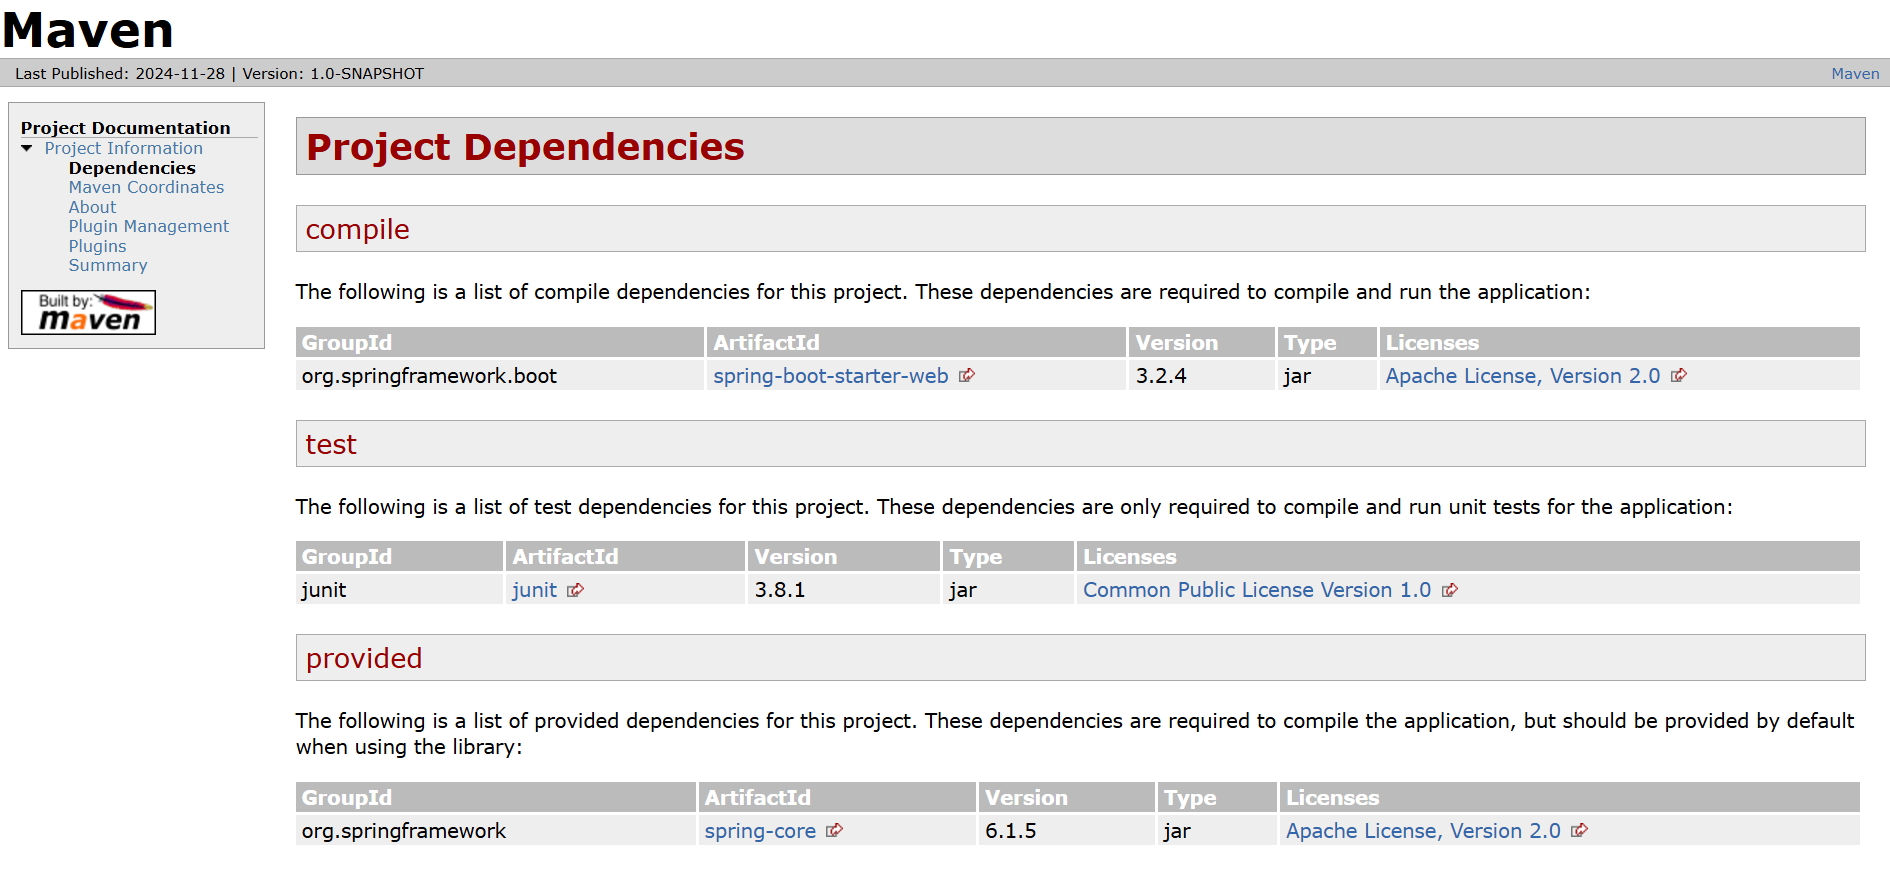 Maven
Last Published: 2024-11-28 | Version: 1.0-SNAPSHOT
Maven
Project Documentation
Project Information
Dependencies
Maven Coordinates
About
Plugin Management
Plugins
Summary
Built by:
maven
Project Dependencies
compile
The following is a list of compile dependencies for this project. These dependencies are required to compile and run the application:
GroupId ArtifactId Version Type Licenses
org.springframework.boot spring-boot-starter-web 3.2.4 jar Apache License, Version 2.0
test
The following is a list of test dependencies for this project. These dependencies are only required to compile and run unit tests for the application:
GroupId ArtifactId Version Type Licenses
junit junit 3.8.1 jar Common Public License Version 1.0
provided
The following is a list of provided dependencies for this project. These dependencies are required to compile the application, but should be provided by default
when using the library:
GroupId ArtifactId Version Type Licenses
org.springframework spring-core 6.1.5 jar Apache License, Version 2.0